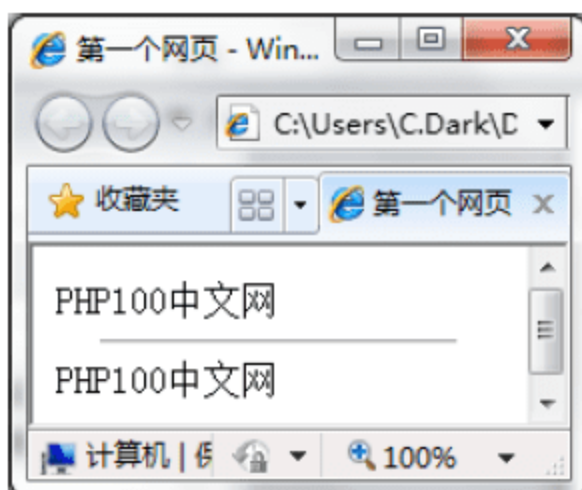 第一个网页 - Win...
C:\Users\C.Dark\D
收藏夹
第一个网页
PHP100中文网
PHP100中文网
计算机 | 保
100%